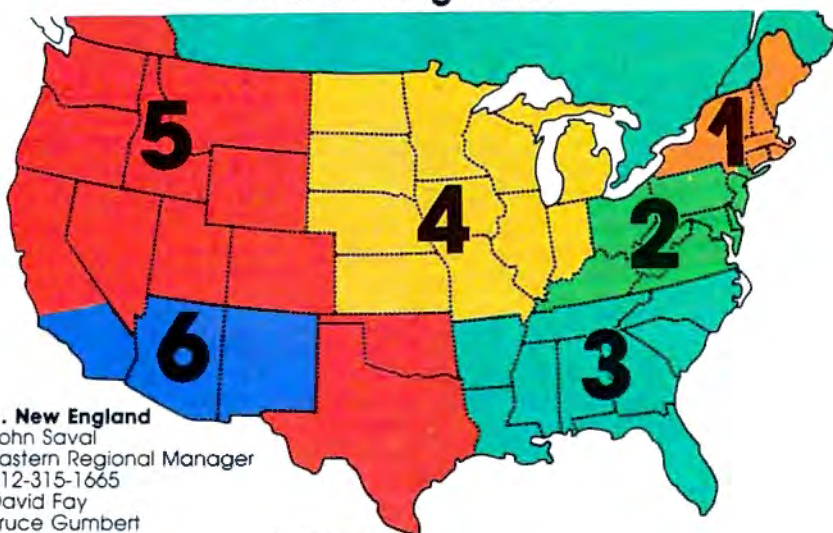 5
4
1
2
6
3
. New England
ohn Saval
astern Regional Manager
12-315-1665
avid Fay
ruce Gumbert